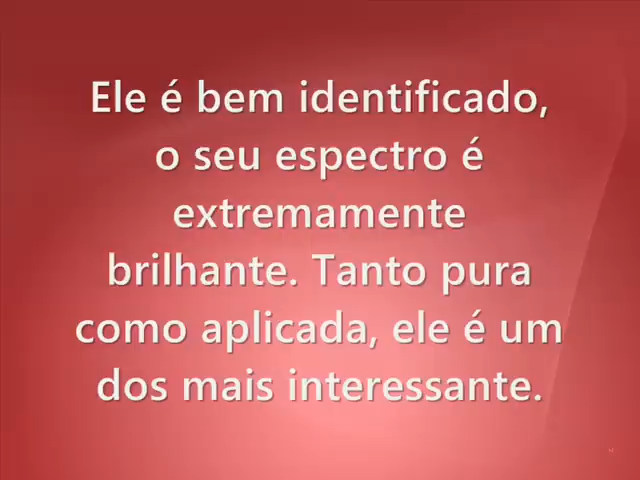 Ele é bem identificado,
o seu espectro é
extremamente
brilhante. Tanto pura
como aplicada, ele é um
dos mais interessante.